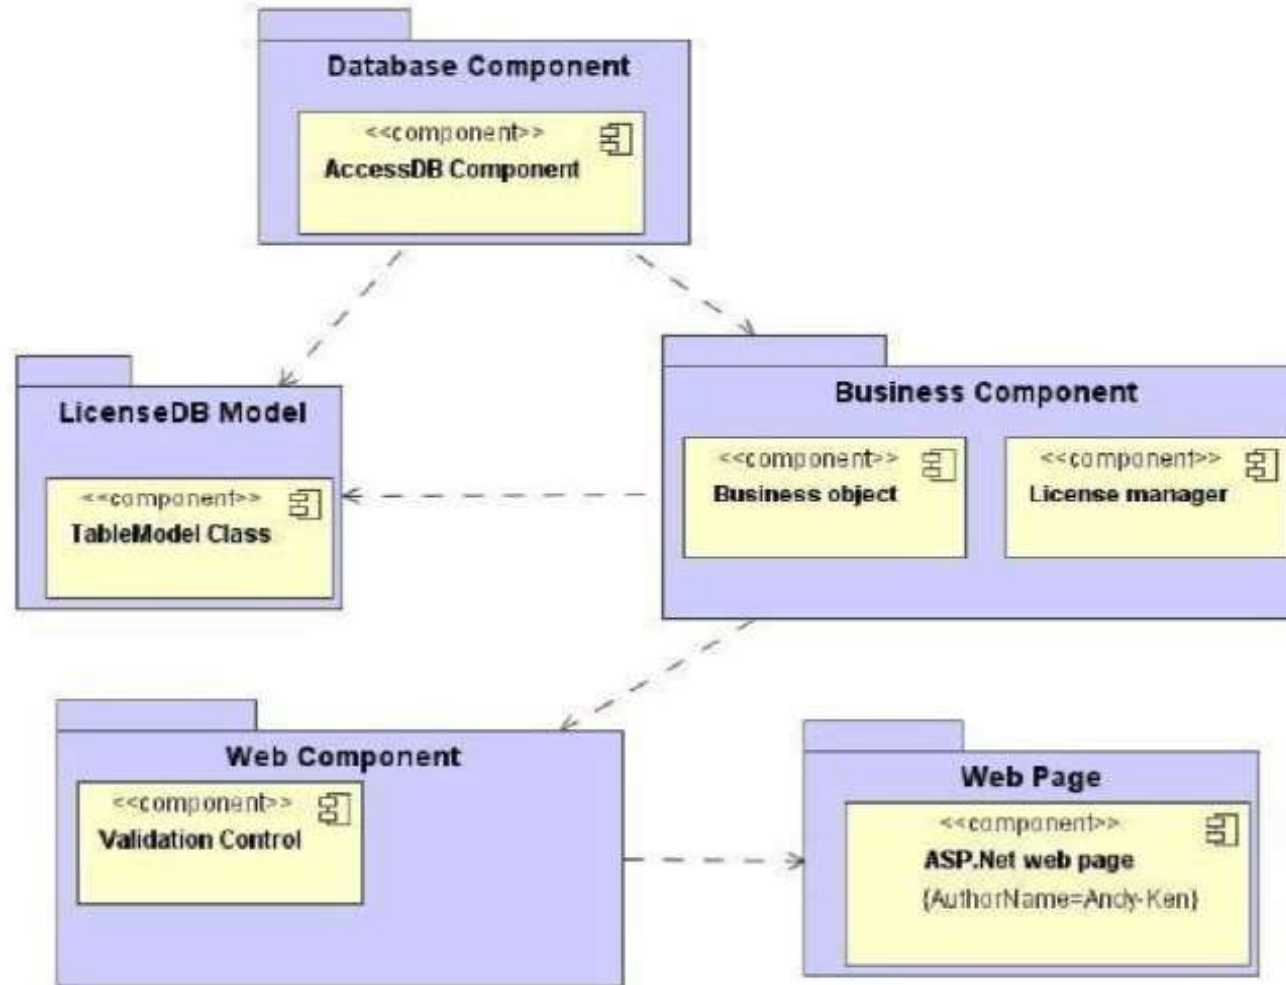 Database Component
<<component>>
AccessDB Component
LicenseDB Model
<<component>>
TableModel Class
Business Component
<<component>>
Business object
<<component>>
License manager
Web Component
<<component>>
Validation Control
Web Page
<<component>>
ASP.Net web page
{AuthorName=Andy-Ken}